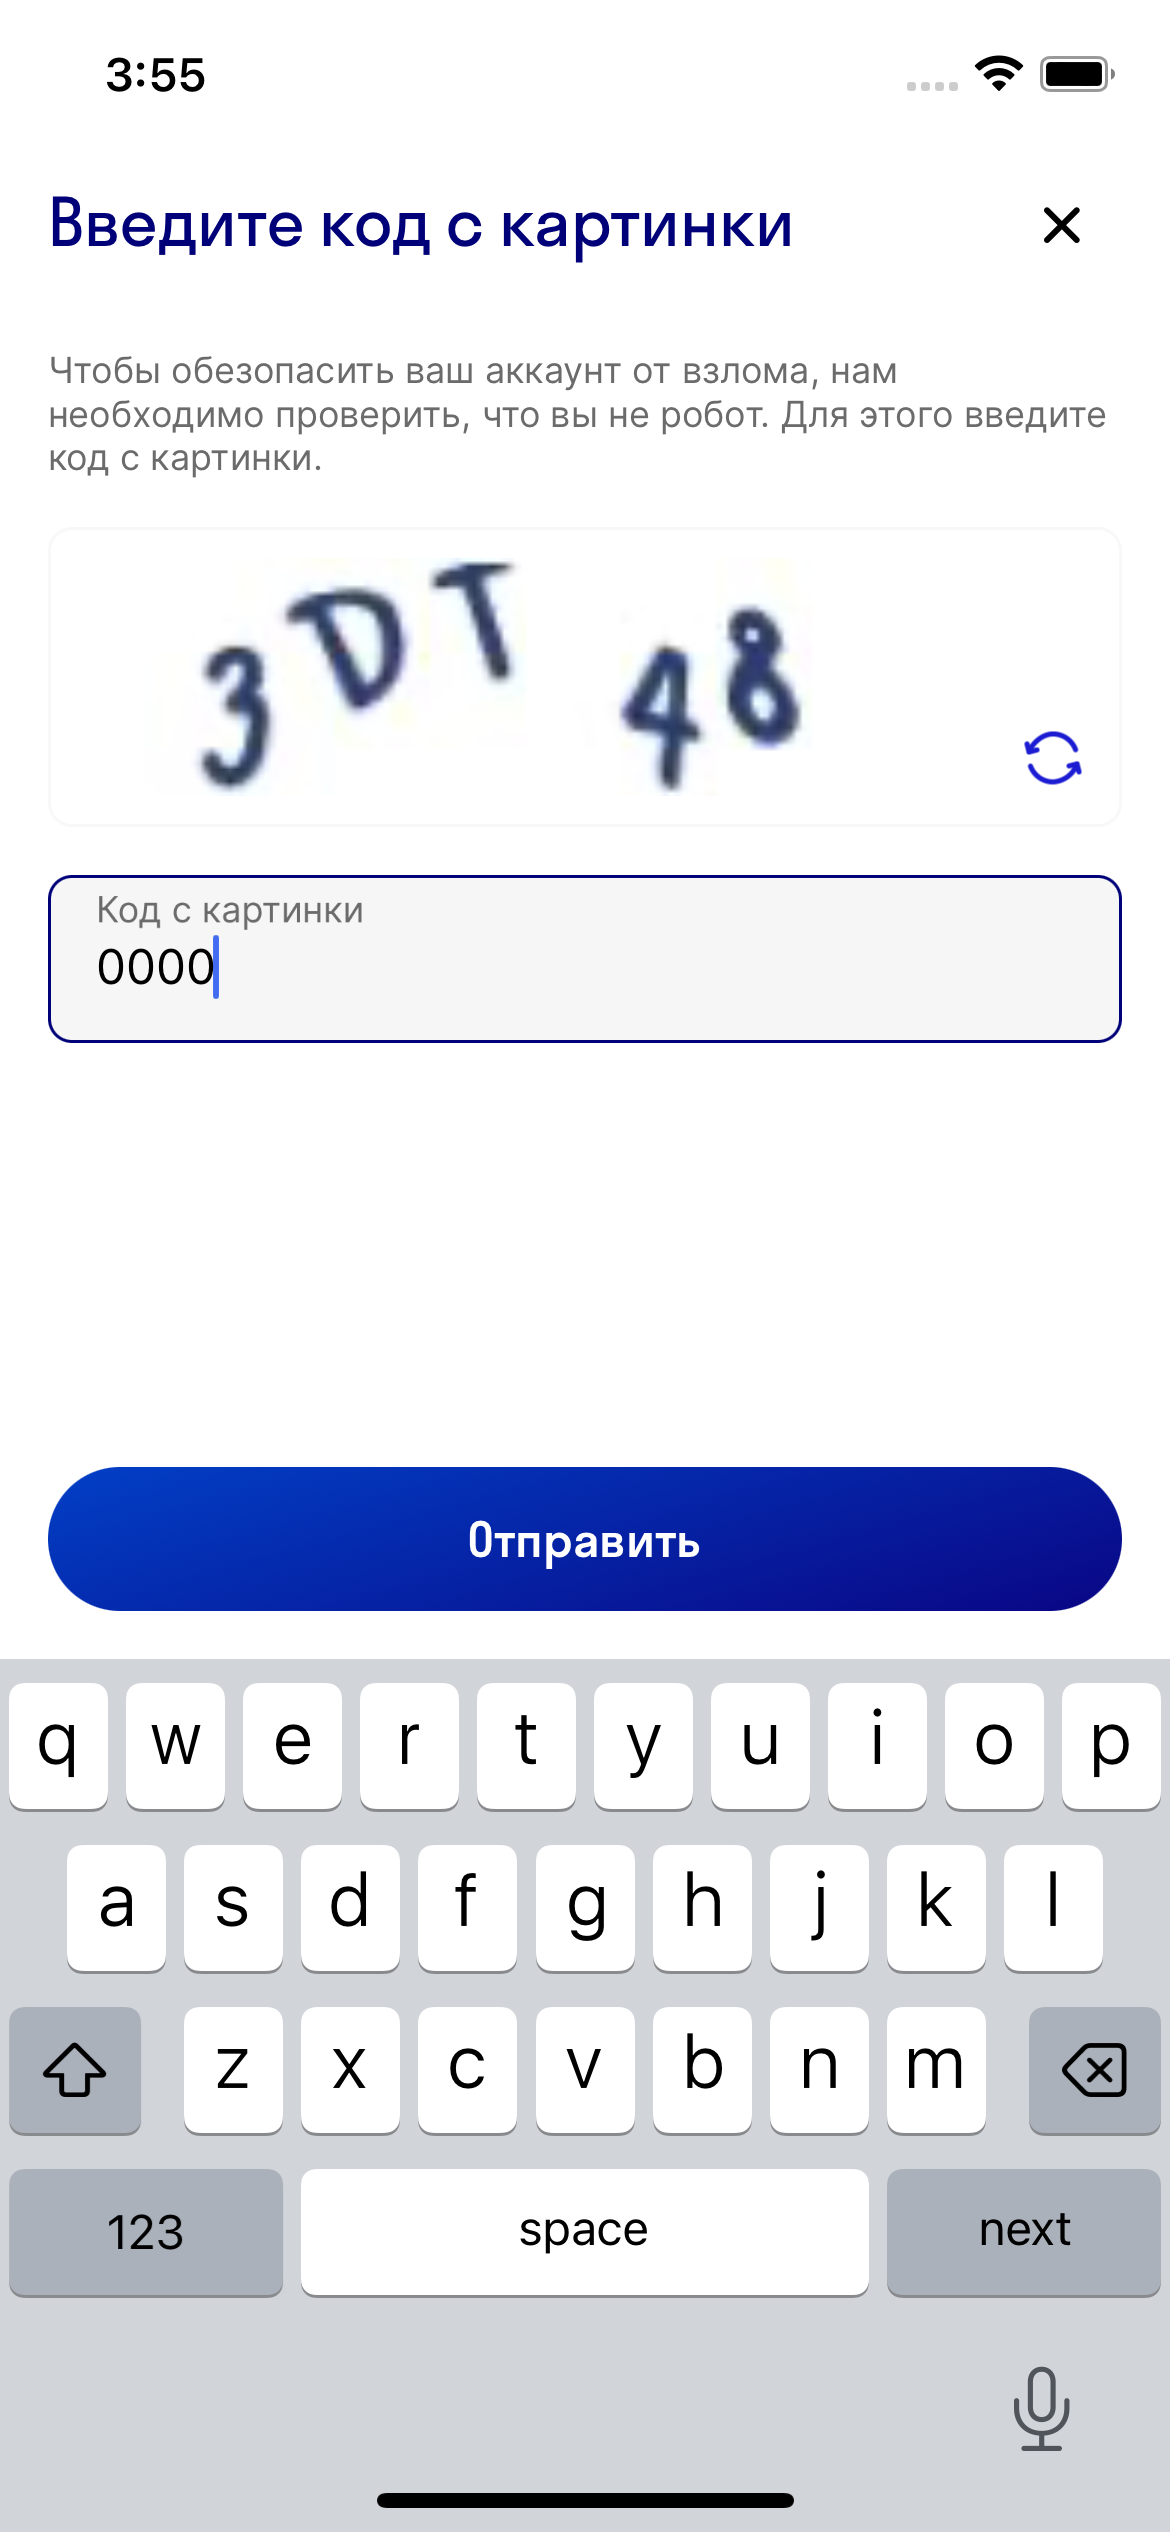 3:55
Введите код с картинки
Чтобы обезопасить ваш аккаунт от взлома, нам
необходимо проверить, что вы не робот. Для этого введите
код с картинки.
3DT 48
Код с картинки
0000
Отправить
q w e r t y u i o p
a s d f g h j k l
z x c v b n m
123 space next